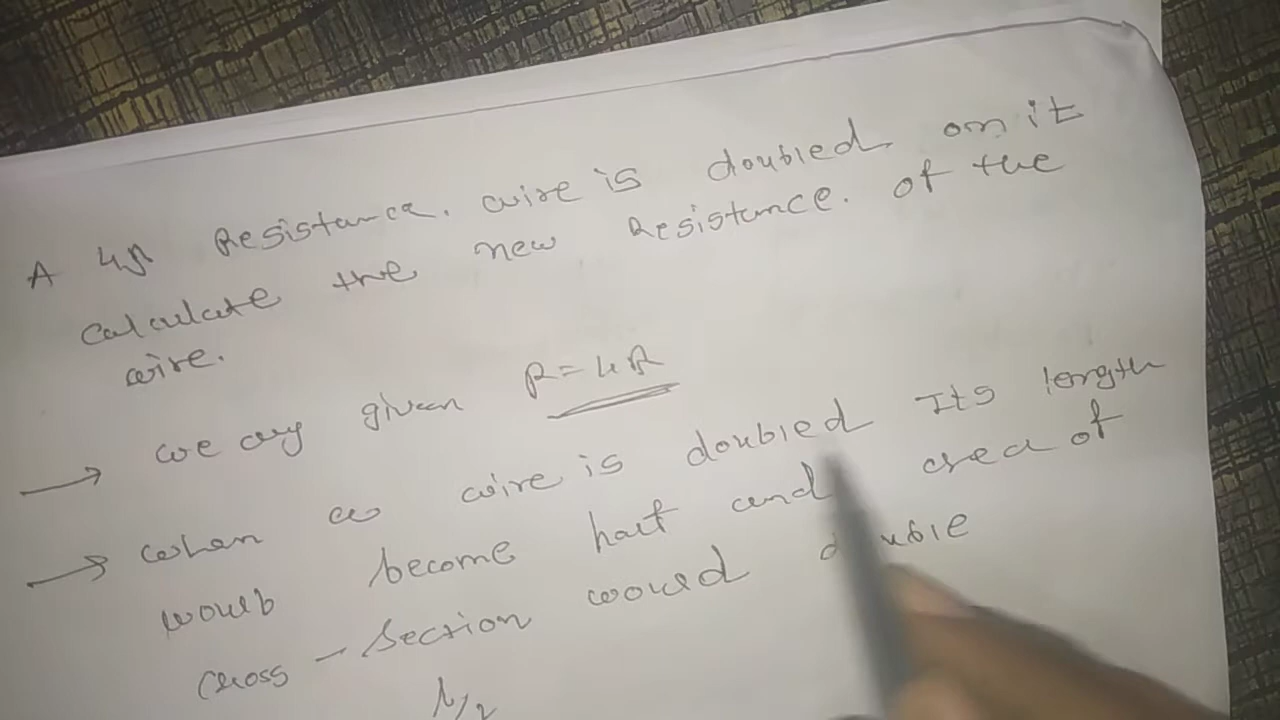 A 4Ω Resistance. wire is doubled on it
Calculate the new Resistance. of the
wire.
→ we are given R=4Ω
→ When a wire is doubled Its length
would become half and area of
cross-section would double
l/2